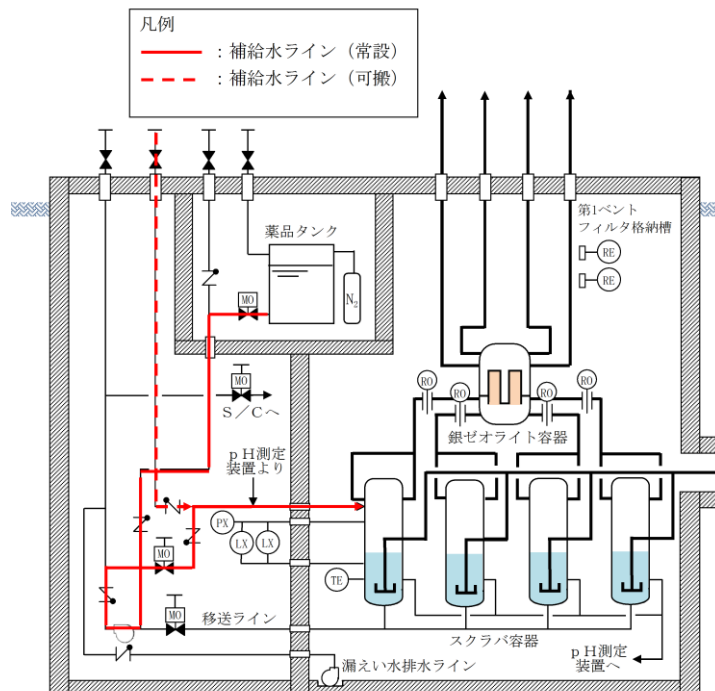 凡例
：補給水ライン（常設）
：補給水ライン（可搬）
第1ベント
フィルタ格納槽
薬品タンク
RE
RE
N₂
MO
MO
S／Cへ
RO
RO
RO
RO
銀ゼオライト容器
ｐH測定
装置より
PX
LX
LX
MO
TE
MO
移送ライン
スクラバ容器
ｐH測定
装置へ
漏えい水排水ライン